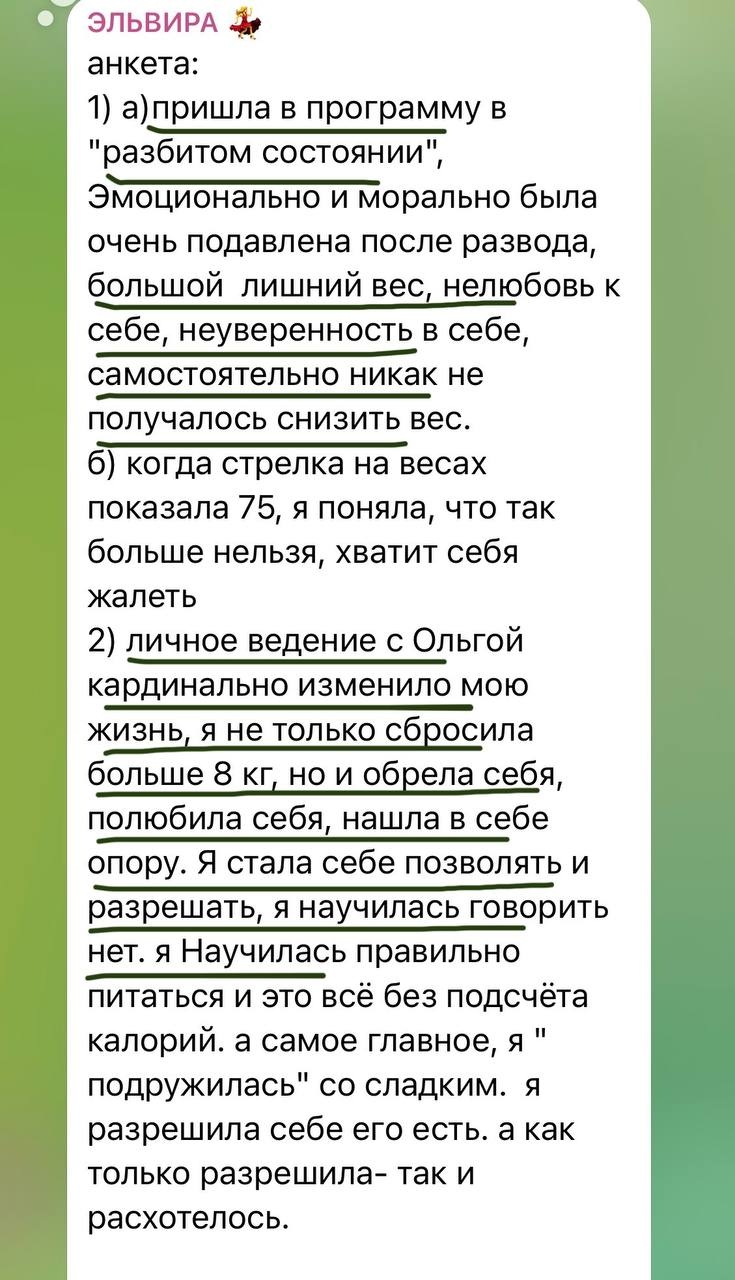 ЭЛЬВИРА 💃
анкета:
1) а)пришла в программу в
"разбитом состоянии",
Эмоционально и морально была
очень подавлена после развода,
большой  лишний вес, нелюбовь к
себе, неуверенность в себе,
самостоятельно никак не
получалось снизить вес.
б) когда стрелка на весах
показала 75, я поняла, что так
больше нельзя, хватит себя
жалеть
2) личное ведение с Ольгой
кардинально изменило мою
жизнь, я не только сбросила
больше 8 кг, но и обрела себя,
полюбила себя, нашла в себе
опору. Я стала себе позволять и
разрешать, я научилась говорить
нет. я Научилась правильно
питаться и это всё без подсчёта
калорий. а самое главное, я "
подружилась" со сладким.  я
разрешила себе его есть. а как
только разрешила- так и
расхотелось.